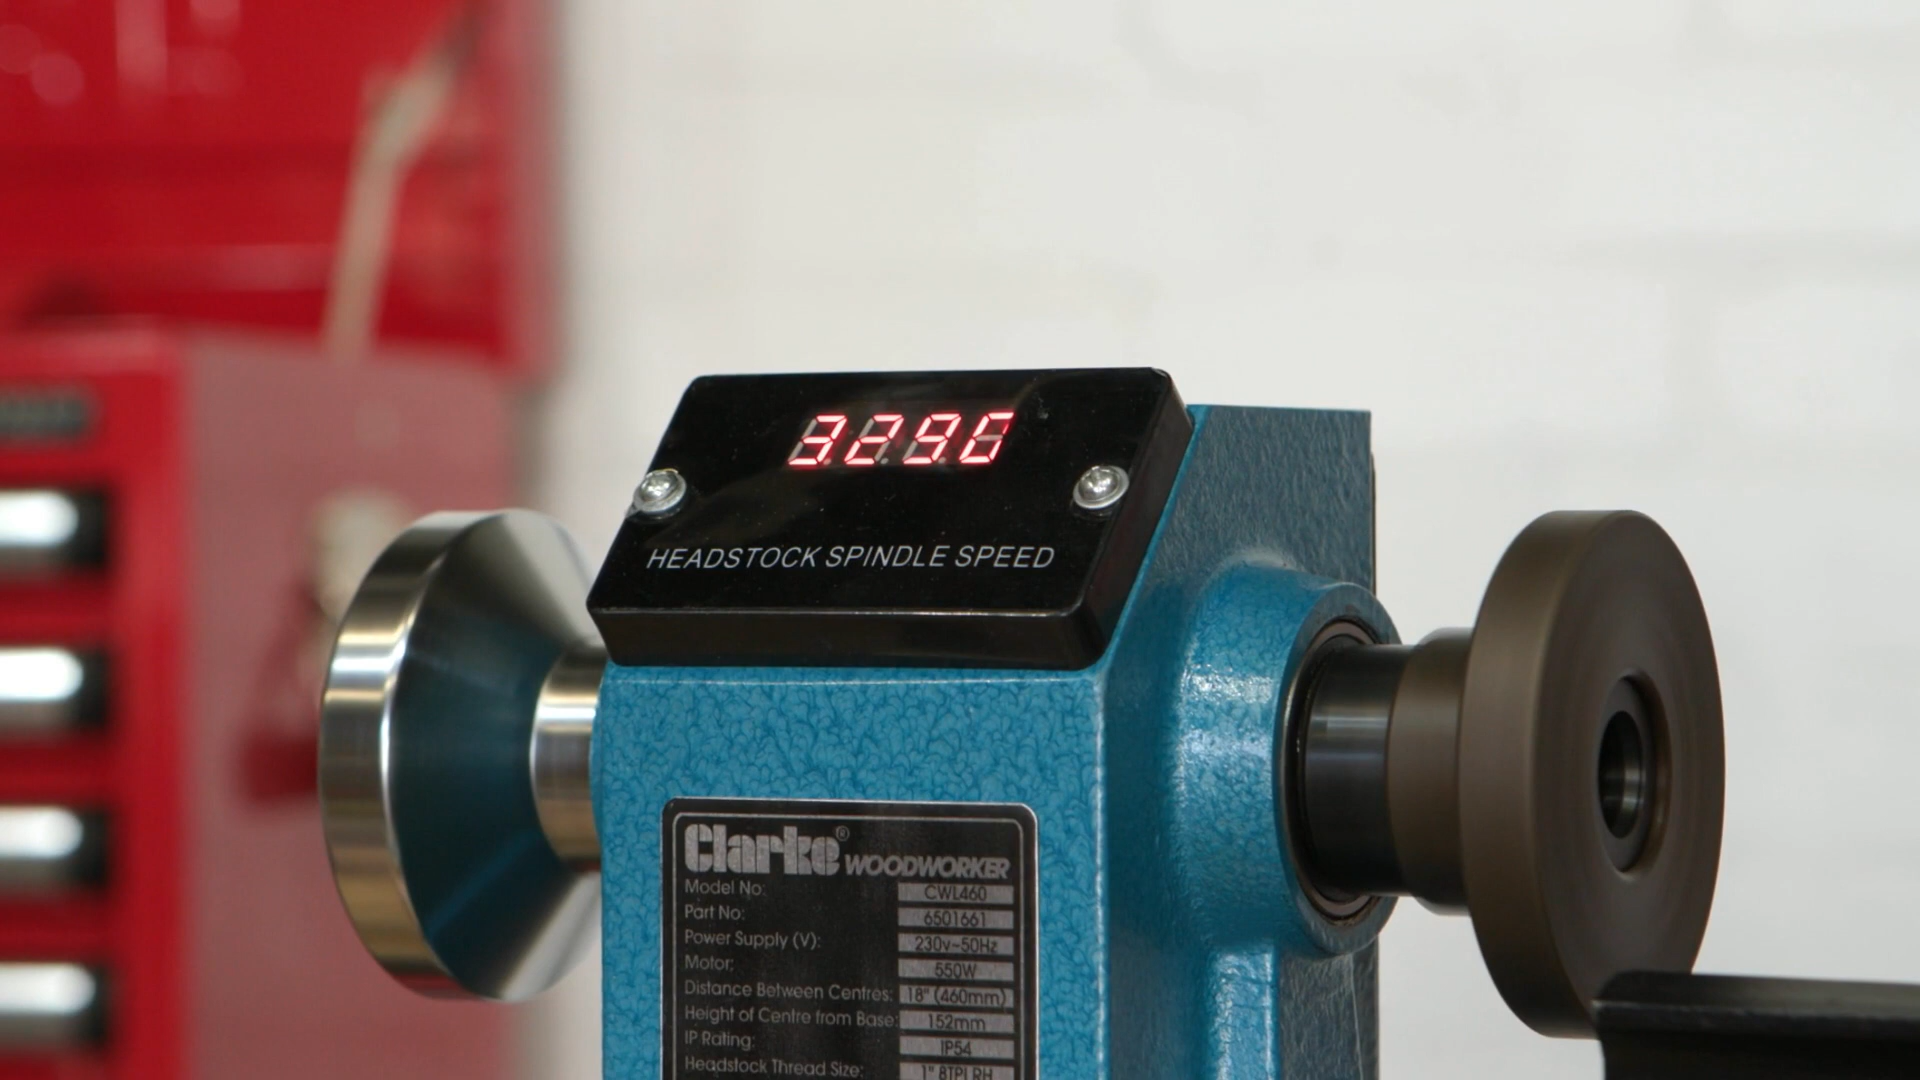 3296
HEADSTOCK SPINDLE SPEED
Clarke® WOODWORKER
Model No: CWL460
Part No: 6501661
Power Supply (V): 230v~50Hz
Motor: 550W
Distance Between Centres: 18" (460mm)
Height of Centre from Base: 152mm
IP Rating: IP54
Headstock Thread Size: 1" 8TPI RH